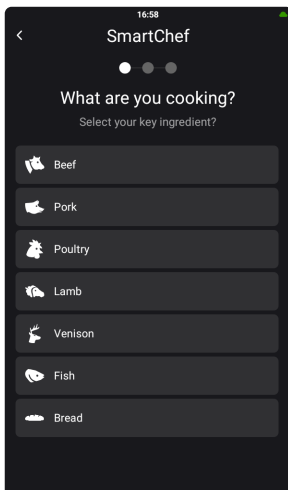 16:58
SmartChef
What are you cooking?
Select your key ingredient?
Beef
Pork
Poultry
Lamb
Venison
Fish
Bread